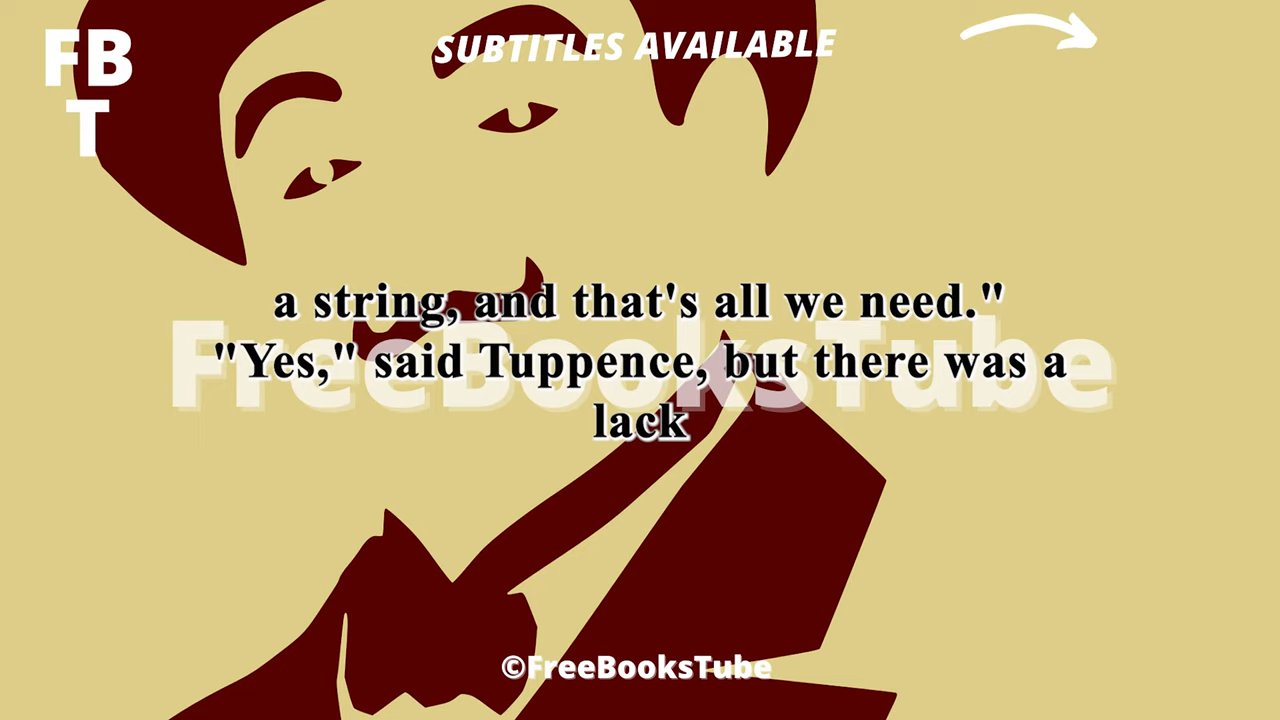 FB
T
SUBTITLES AVAILABLE
a string, and that's all we need."
"Yes," said Tuppence, but there was a
lack
FreeBooksTube
©FreeBooksTube